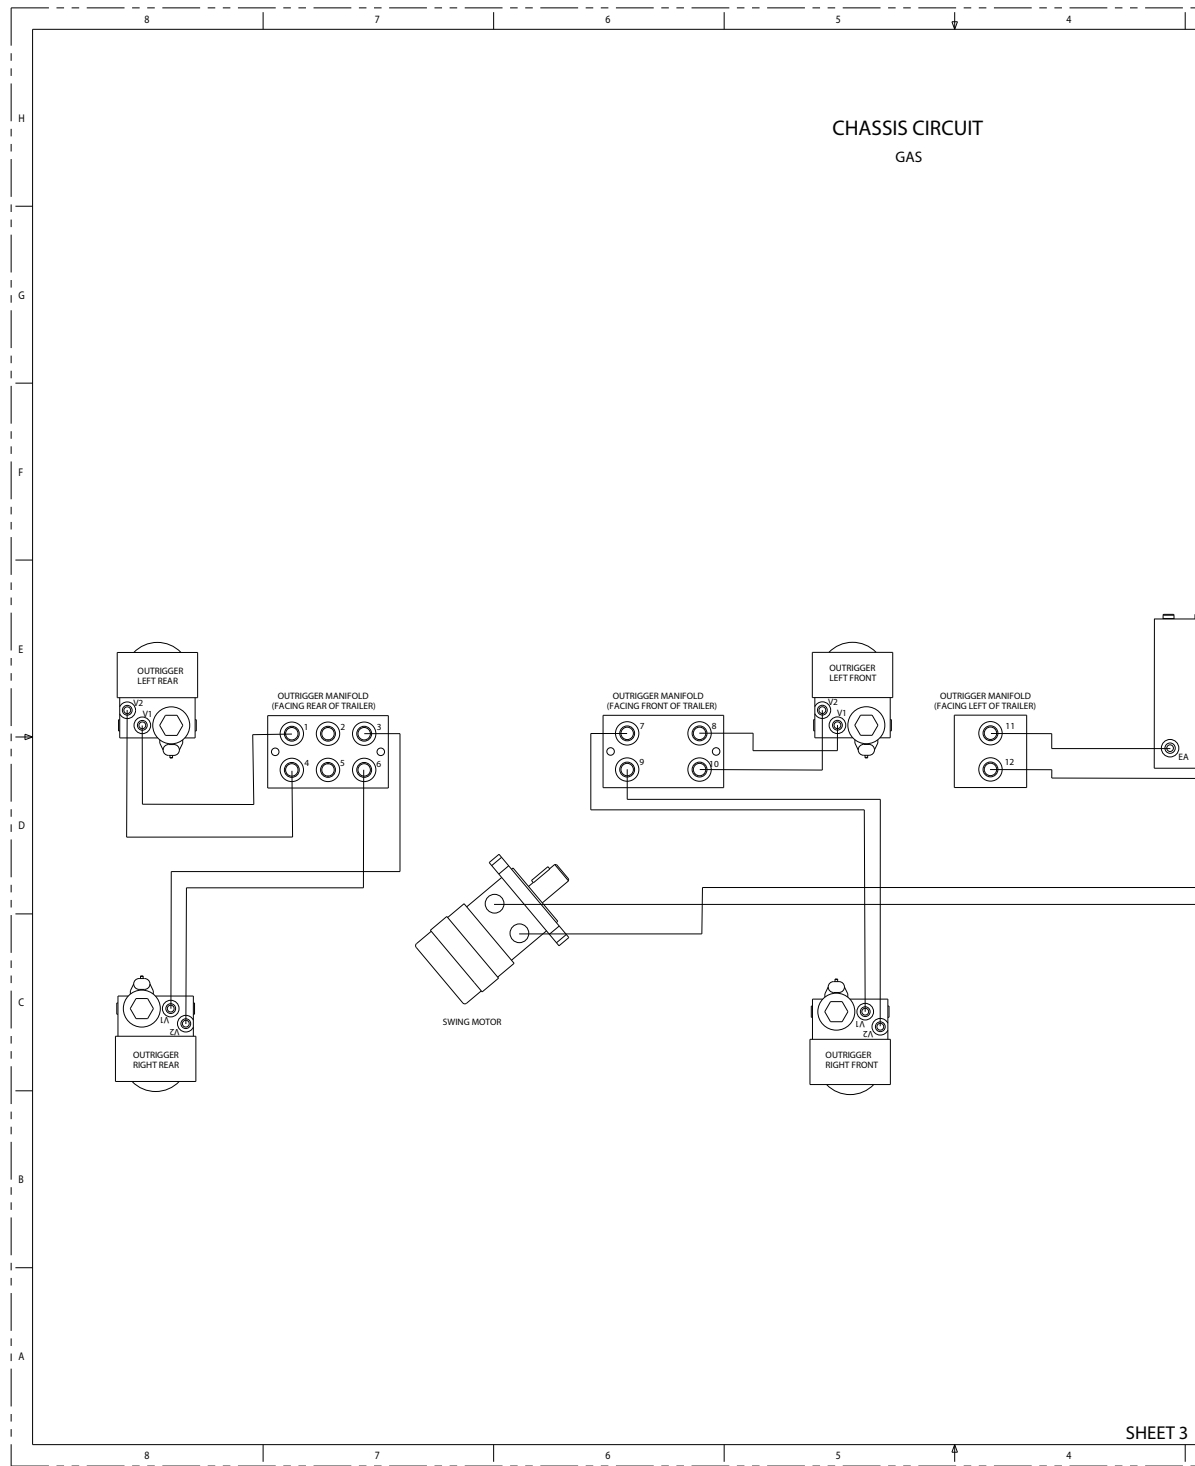 8 7 6 5 4
H
CHASSIS CIRCUIT
GAS
G
F
E
OUTRIGGER
LEFT REAR
V2
V1
OUTRIGGER MANIFOLD
(FACING REAR OF TRAILER)
1 2 3
4 5 6
OUTRIGGER MANIFOLD
(FACING FRONT OF TRAILER)
7 8
9 10
OUTRIGGER
LEFT FRONT
V2
V1
OUTRIGGER MANIFOLD
(FACING LEFT OF TRAILER)
11
12
EA
D
C
V1
V2
OUTRIGGER
RIGHT REAR
SWING MOTOR
V1
V2
OUTRIGGER
RIGHT FRONT
B
A
SHEET 3
8 7 6 5 4